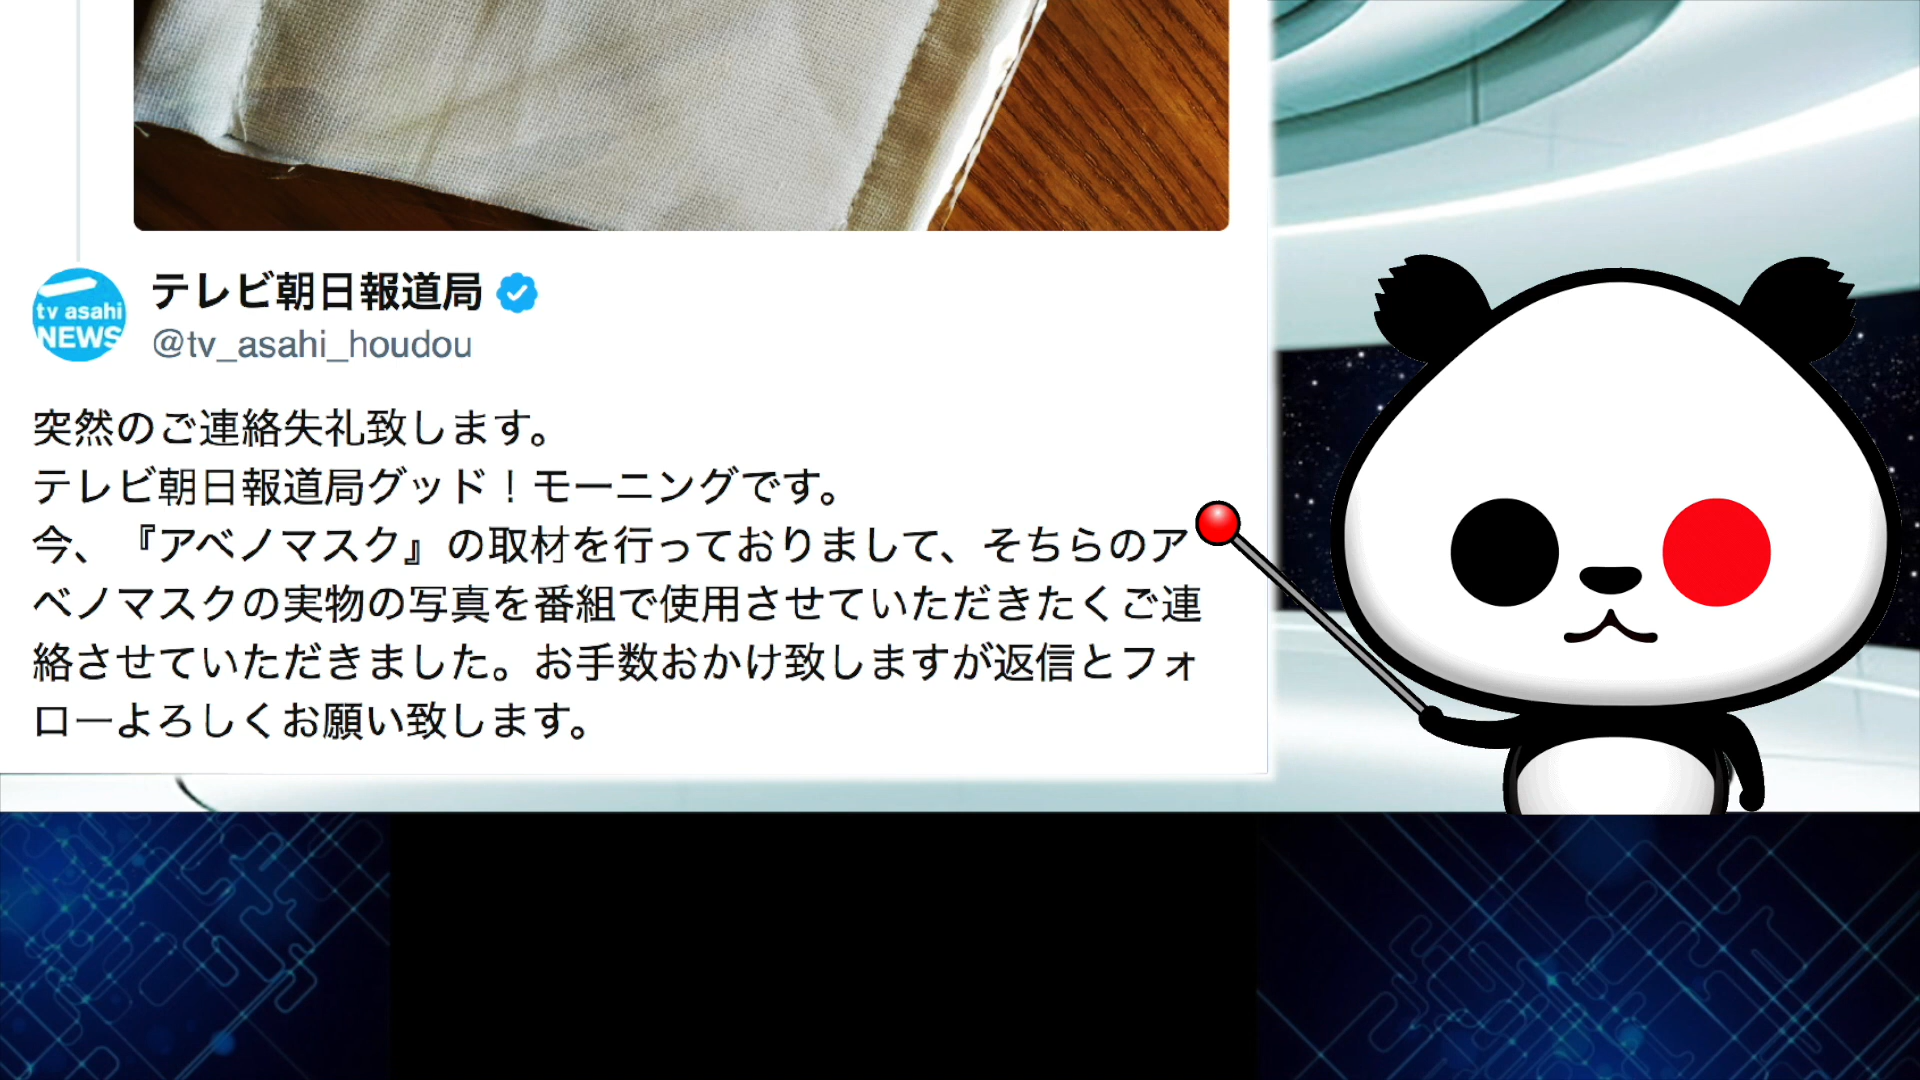 tv asahi
NEWS
テレビ朝日報道局
@tv_asahi_houdou
突然のご連絡失礼致します。
テレビ朝日報道局グッド！モーニングです。
今、『アベノマスク』の取材を行っておりまして、そちらのア
ベノマスクの実物の写真を番組で使用させていただきたくご連
絡させていただきました。お手数おかけ致しますが返信とフォ
ローよろしくお願い致します。